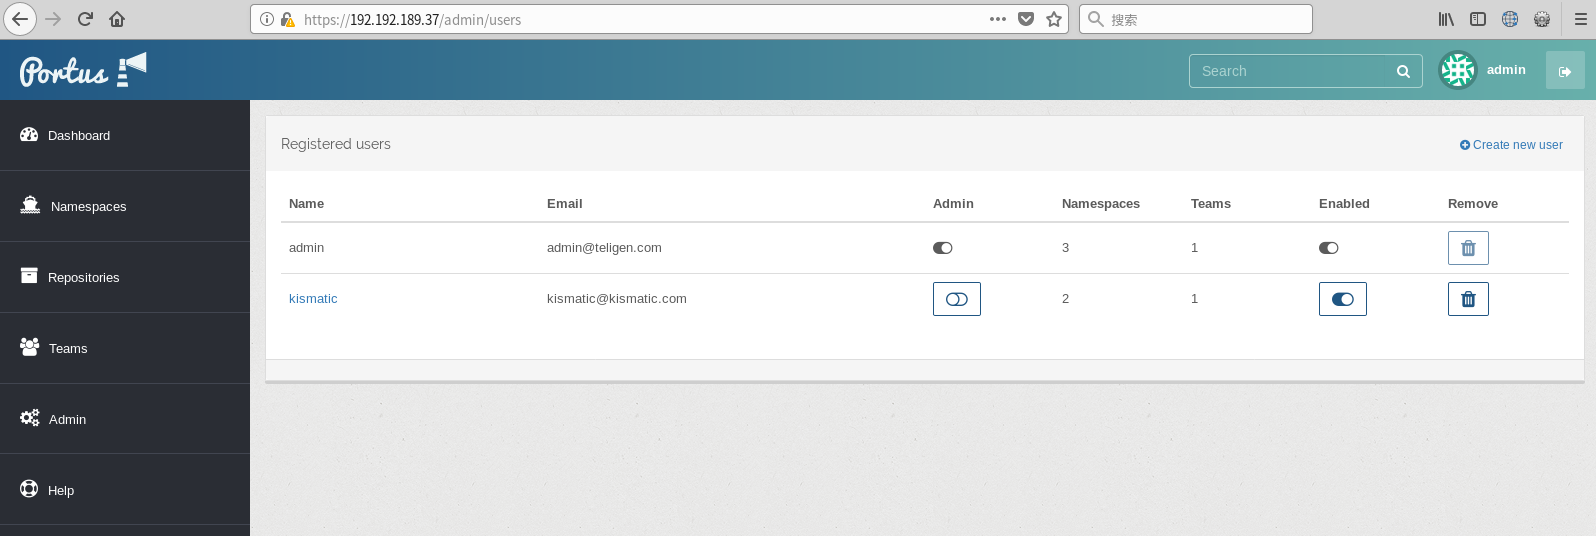 https://192.192.189.37/admin/users
搜索
Portus
Search
admin
Dashboard
Namespaces
Repositories
Teams
Admin
Help
Registered users
Create new user
Name Email Admin Namespaces Teams Enabled Remove
admin admin@teligen.com 3 1
kismatic kismatic@kismatic.com 2 1